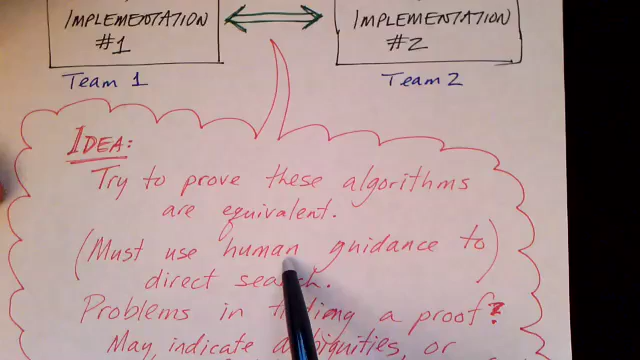 IMPLEMENTATION
#1
IMPLEMENTATION
#2
Team 1
Team 2
IDEA:
Try to prove these algorithms
are equivalent.
(Must use human guidance to
direct search.)
Problems in finding a proof?
May indicate ambiguities, or